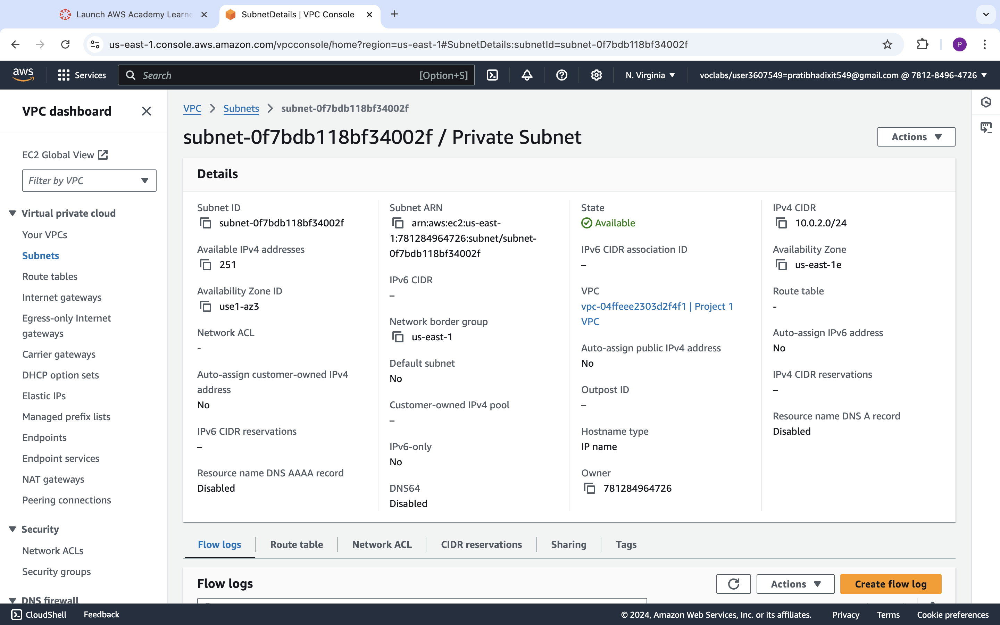 Launch AWS Academy Learne
SubnetDetails | VPC Console
us-east-1.console.aws.amazon.com/vpcconsole/home?region=us-east-1#SubnetDetails:subnetId=subnet-0f7bdb118bf34002f
P
aws
Services
Search
[Option+S]
N. Virginia
voclabs/user3607549=pratibhadixit549@gmail.com @ 7812-8496-4726
VPC dashboard
EC2 Global View
Filter by VPC
Virtual private cloud
Your VPCs
Subnets
Route tables
Internet gateways
Egress-only Internet
gateways
Carrier gateways
DHCP option sets
Elastic IPs
Managed prefix lists
Endpoints
Endpoint services
NAT gateways
Peering connections
Security
Network ACLs
Security groups
DNS firewall
VPC
Subnets
subnet-0f7bdb118bf34002f
subnet-0f7bdb118bf34002f / Private Subnet
Actions
Details
Subnet ID
subnet-0f7bdb118bf34002f
Available IPv4 addresses
251
Availability Zone ID
use1-az3
Network ACL
-
Auto-assign customer-owned IPv4
address
No
IPv6 CIDR reservations
–
Resource name DNS AAAA record
Disabled
Subnet ARN
arn:aws:ec2:us-east-
1:781284964726:subnet/subnet-
0f7bdb118bf34002f
IPv6 CIDR
–
Network border group
us-east-1
Default subnet
No
Customer-owned IPv4 pool
–
IPv6-only
No
DNS64
Disabled
State
Available
IPv6 CIDR association ID
–
VPC
vpc-04ffeee2303d2f4f1 | Project 1
VPC
Auto-assign public IPv4 address
No
Outpost ID
–
Hostname type
IP name
Owner
781284964726
IPv4 CIDR
10.0.2.0/24
Availability Zone
us-east-1e
Route table
-
Auto-assign IPv6 address
No
IPv4 CIDR reservations
–
Resource name DNS A record
Disabled
Flow logs
Route table
Network ACL
CIDR reservations
Sharing
Tags
Flow logs
Actions
Create flow log
CloudShell
Feedback
© 2024, Amazon Web Services, Inc. or its affiliates.
Privacy
Terms
Cookie preferences